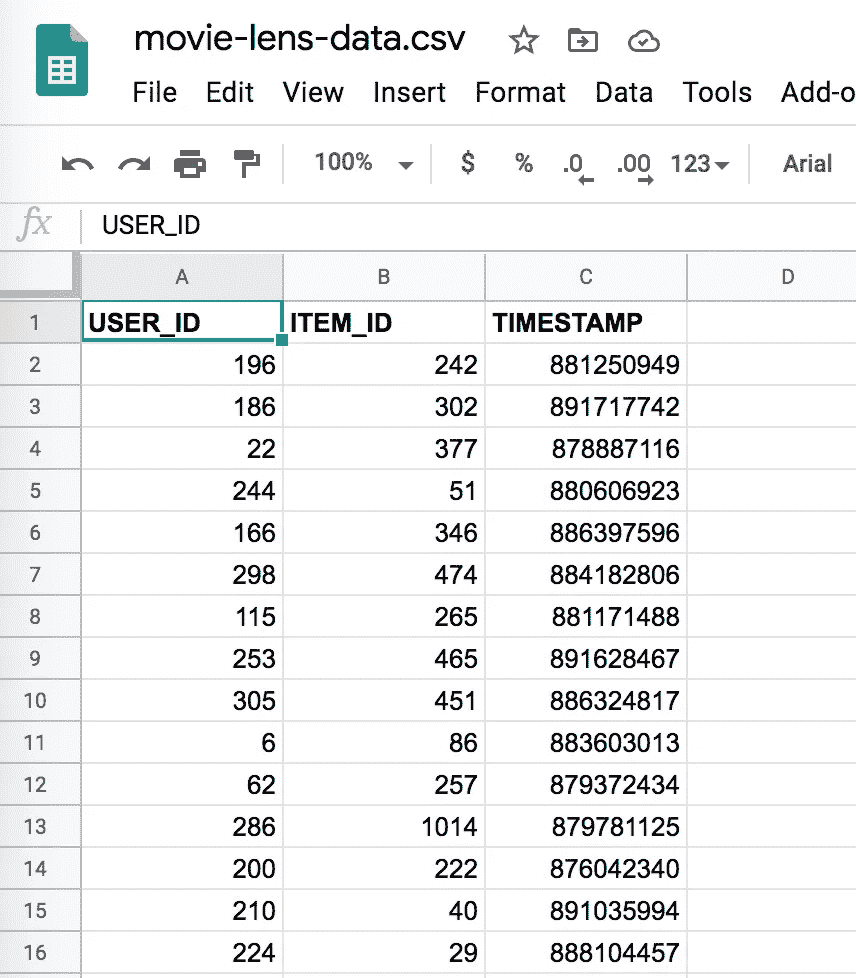 movie-lens-data.csv
File Edit View Insert Format Data Tools Add-o
100% $ % .0 .00 123 Arial
fx USER_ID
A B C D
1 USER_ID ITEM_ID TIMESTAMP
2 196 242 881250949
3 186 302 891717742
4 22 377 878887116
5 244 51 880606923
6 166 346 886397596
7 298 474 884182806
8 115 265 881171488
9 253 465 891628467
10 305 451 886324817
11 6 86 883603013
12 62 257 879372434
13 286 1014 879781125
14 200 222 876042340
15 210 40 891035994
16 224 29 888104457